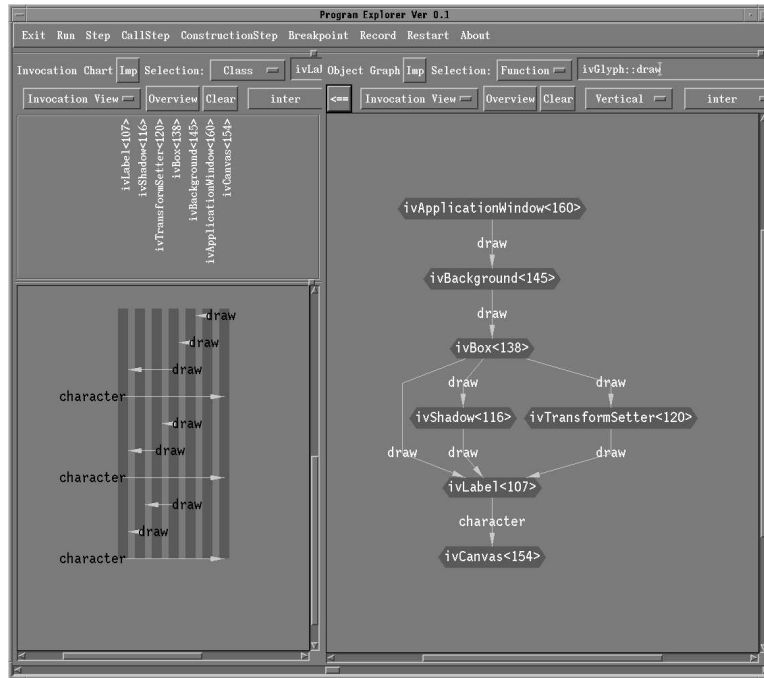 Program Explorer Ver 0.1
Exit Run Step CallStep ConstructionStep Breakpoint Record Restart About
Invocation Chart Imp Selection: Class ivLal
Invocation View Overview Clear inter
ivLabel<107>
ivShadow<116>
ivTransformSetter<120>
ivBox<138>
ivBackground<145>
ivApplicationWindow<160>
ivCanvas<154>
draw
draw
draw
character
draw
draw
character
draw
draw
character
Object Graph Imp Selection: Function ivGlyph::draw
<== Invocation View Overview Clear Vertical inter
ivApplicationWindow<160>
draw
ivBackground<145>
draw
ivBox<138>
draw draw
ivShadow<116> ivTransformSetter<120>
draw draw draw
ivLabel<107>
character
ivCanvas<154>